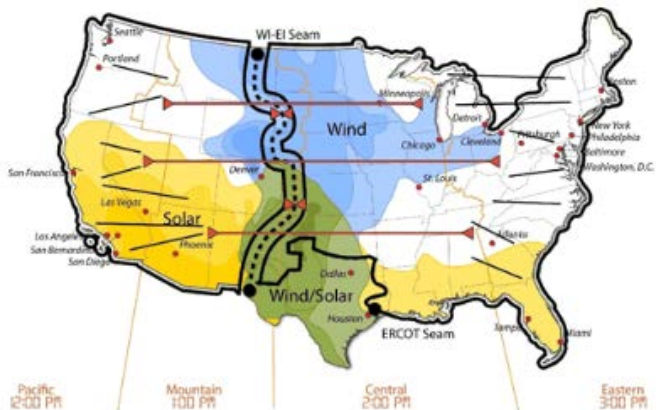 Seattle
WI-EI Seam
Portland
Minneapolis
Boston
Detroit
Wind
New York
Chicago
Cleveland
Pittsburgh
Philadelphia
Baltimore
Denver
Washington, D.C.
San Francisco
St. Louis
Las Vegas
Solar
Los Angeles
Atlanta
San Bernardino
Phoenix
San Diego
Dallas
Wind/Solar
Houston
ERCOT Seam
Tampa
Miami
Pacific
Mountain
Central
Eastern
12:00 PM
1:00 PM
2:00 PM
3:00 PM